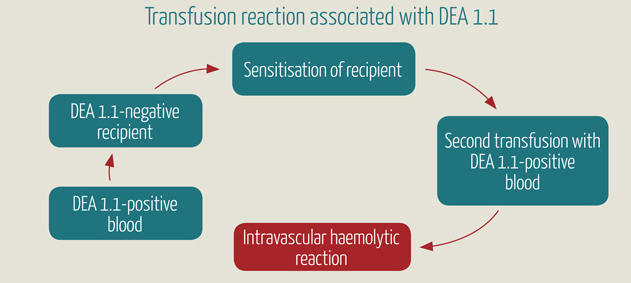 Transfusion reaction associated with DEA 1.1
Sensitisation of recipient
DEA 1.1-negative
recipient
DEA 1.1-positive
blood
Second transfusion with
DEA 1.1-positive
blood
Intravascular haemolytic
reaction